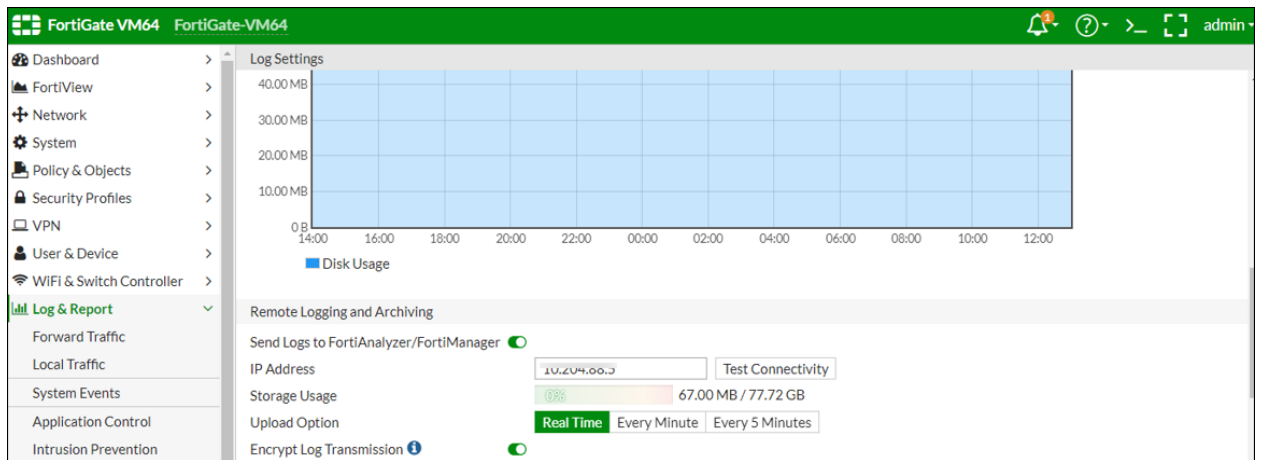 FortiGate VM64 FortiGate-VM64 1 ? >_ admin
Dashboard
FortiView
Network
System
Policy & Objects
Security Profiles
VPN
User & Device
WiFi & Switch Controller
Log & Report
Forward Traffic
Local Traffic
System Events
Application Control
Intrusion Prevention
Log Settings
40.00 MB
30.00 MB
20.00 MB
10.00 MB
0 B
14:00 16:00 18:00 20:00 22:00 00:00 02:00 04:00 06:00 08:00 10:00 12:00
Disk Usage
Remote Logging and Archiving
Send Logs to FortiAnalyzer/FortiManager
IP Address Test Connectivity
Storage Usage 0% 67.00 MB / 77.72 GB
Upload Option Real Time Every Minute Every 5 Minutes
Encrypt Log Transmission